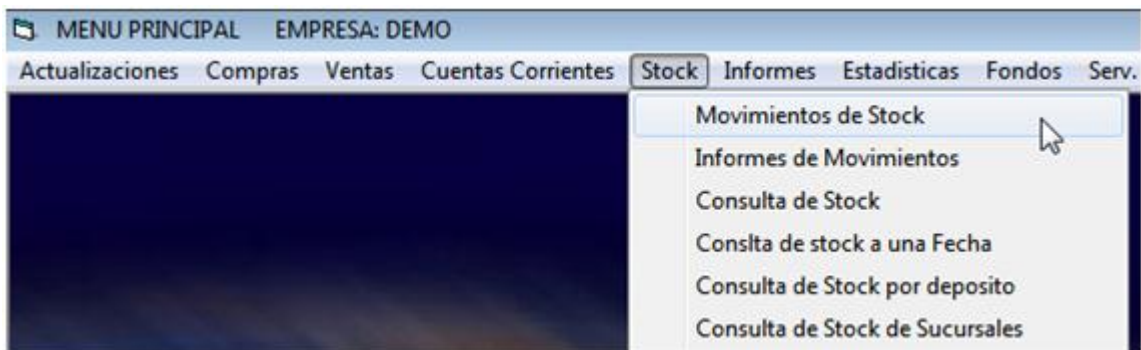 MENU PRINCIPAL EMPRESA: DEMO
Actualizaciones Compras Ventas Cuentas Corrientes Stock Informes Estadisticas Fondos Serv.
Movimientos de Stock
Informes de Movimientos
Consulta de Stock
Conslta de stock a una Fecha
Consulta de Stock por deposito
Consulta de Stock de Sucursales